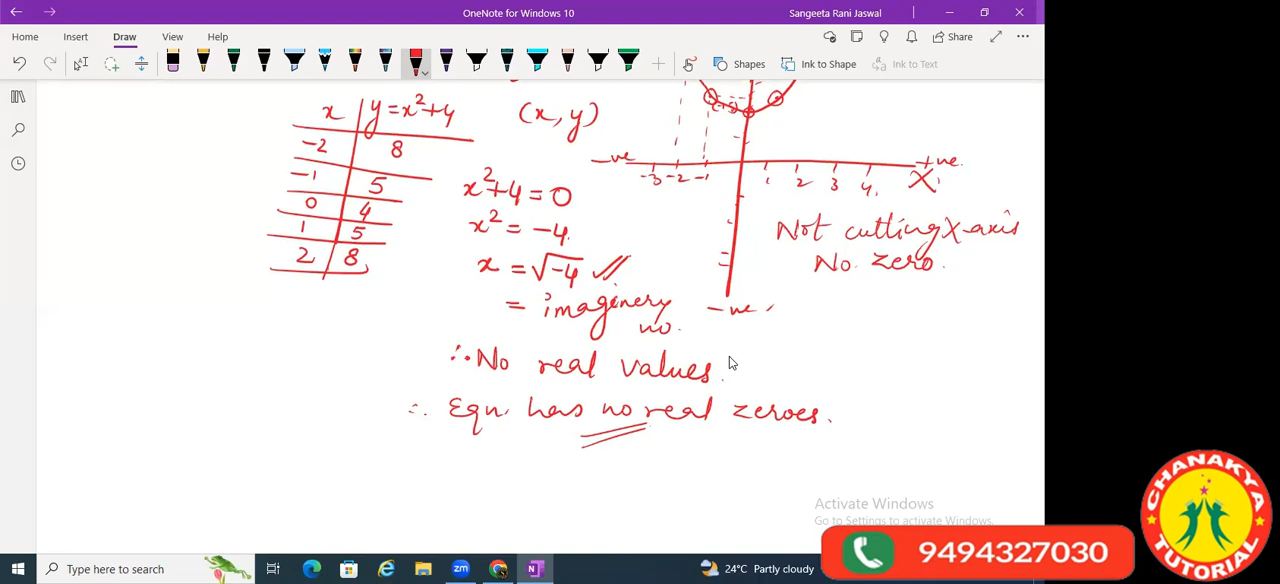 OneNote for Windows 10
Sangeeta Rani Jaswal
Home Insert Draw View Help
Share
Shapes
Ink to Shape
Ink to Text
x y = x²+4
-2 8
-1 5
0 4
1 5
2 8
(x, y)
x²+4 = 0
x² = -4
x = √-4
= imaginery
no.
∴ No real values.
∴ Eqn. has no real zeroes.
-ve
+ve.
-3 -2 -1 1 2 3 4
X
-ve
Not cutting X-axis
No. zero.
Activate Windows
Go to Settings to activate Windows.
CHANAKYA
TUTORIAL
9494327030
Type here to search
zm
N
24°C Partly cloudy